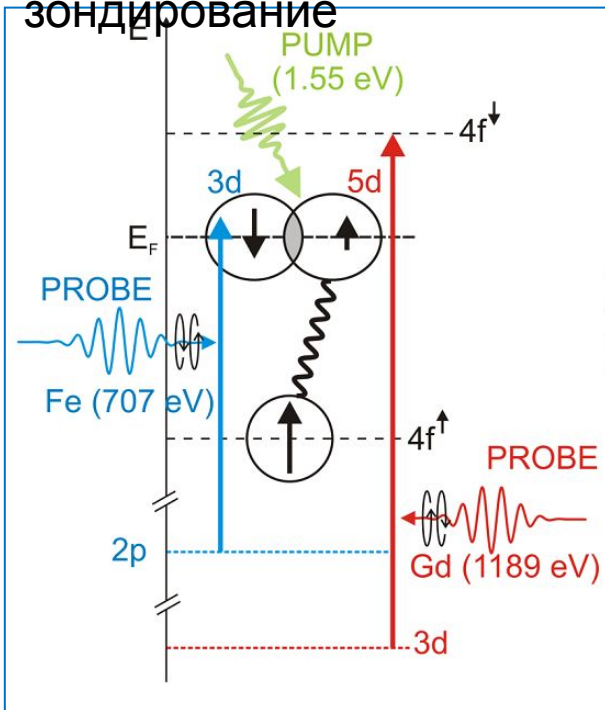 зондирование
E
PUMP
(1.55 eV)
4f↓
3d
5d
E_F
PROBE
Fe (707 eV)
4f↑
PROBE
2p
Gd (1189 eV)
3d